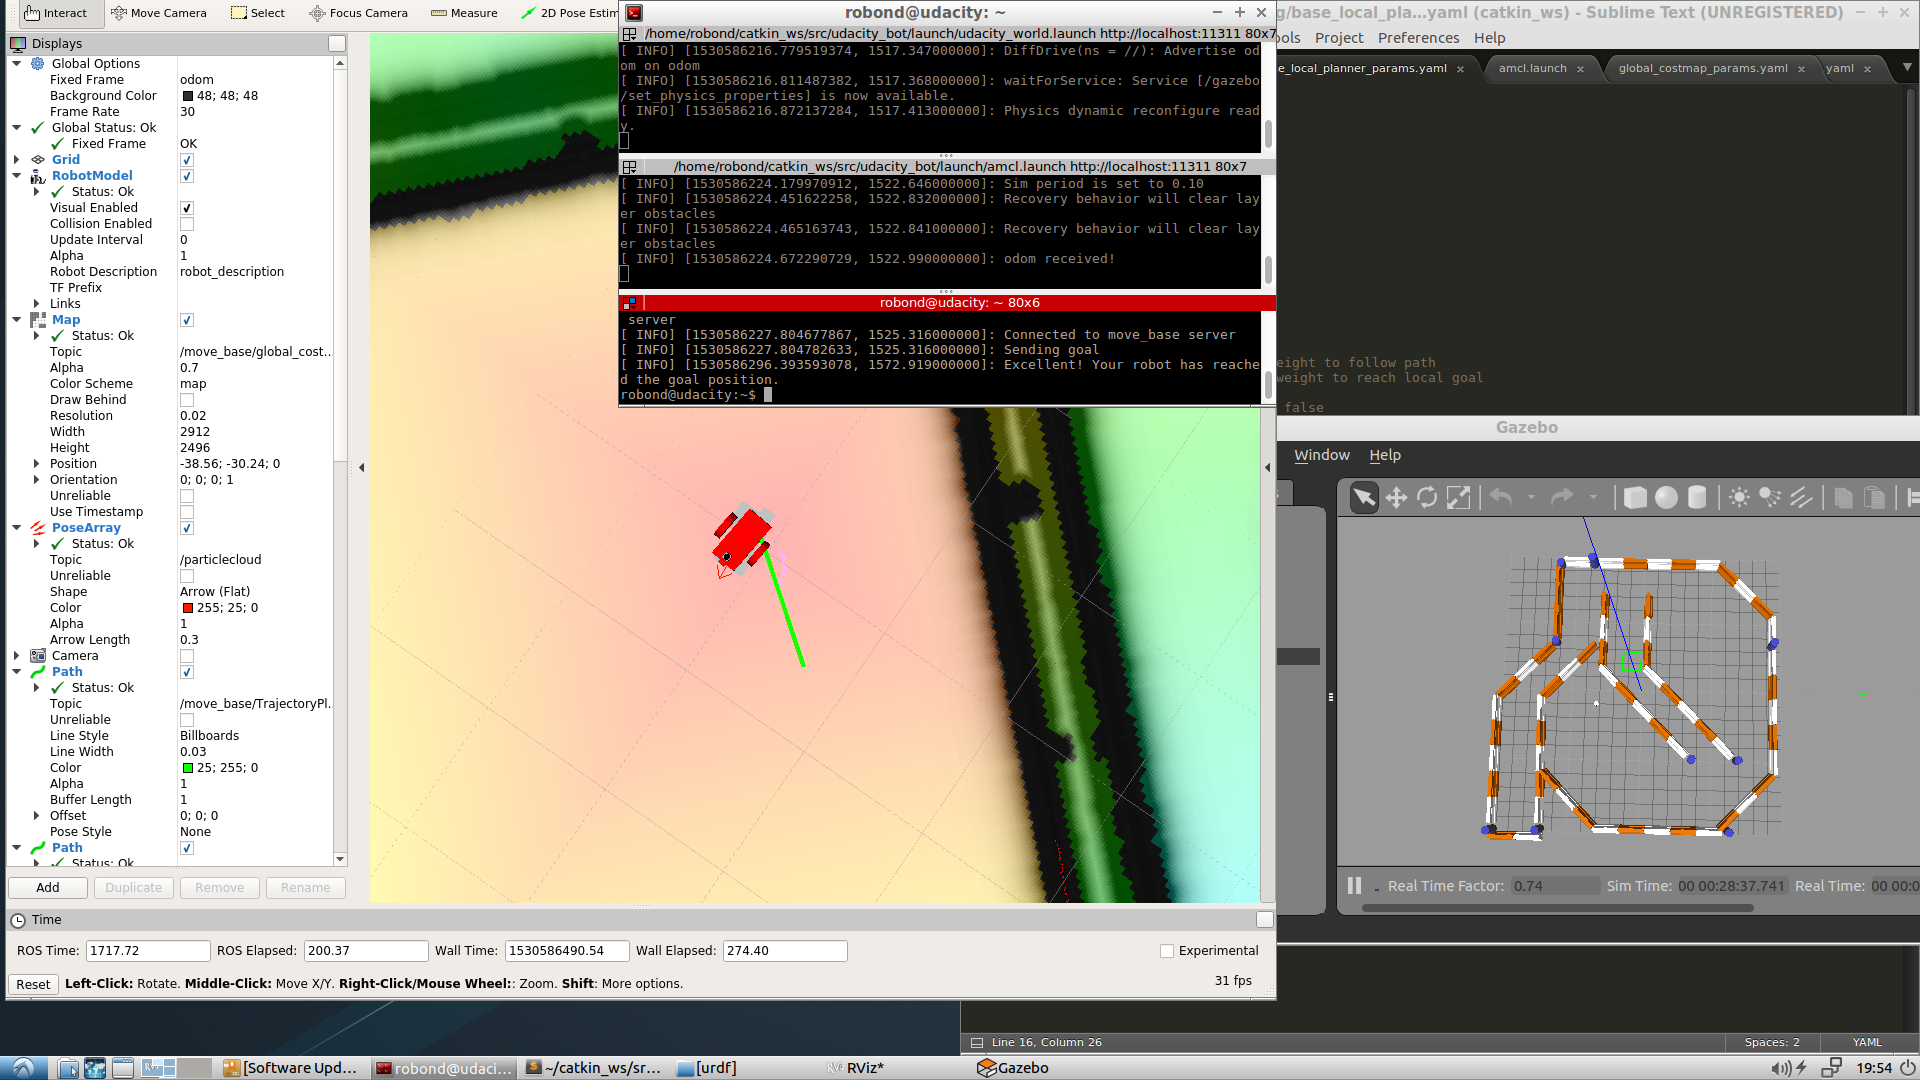 Interact
Move Camera
Select
Focus Camera
Measure
2D Pose Estim
Displays
Global Options
Fixed Frame odom
Background Color 48; 48; 48
Frame Rate 30
Global Status: Ok
Fixed Frame OK
Grid
RobotModel
Status: Ok
Visual Enabled
Collision Enabled
Update Interval 0
Alpha 1
Robot Description robot_description
TF Prefix
Links
Map
Status: Ok
Topic /move_base/global_cost...
Alpha 0.7
Color Scheme map
Draw Behind
Resolution 0.02
Width 2912
Height 2496
Position -38.56; -30.24; 0
Orientation 0; 0; 0; 1
Unreliable
Use Timestamp
PoseArray
Status: Ok
Topic /particlecloud
Unreliable
Shape Arrow (Flat)
Color 255; 25; 0
Alpha 1
Arrow Length 0.3
Camera
Path
Status: Ok
Topic /move_base/TrajectoryPl...
Unreliable
Line Style Billboards
Line Width 0.03
Color 25; 255; 0
Alpha 1
Buffer Length 1
Offset 0; 0; 0
Pose Style None
Path
Status: Ok
Add Duplicate Remove Rename
Time
ROS Time: 1717.72 ROS Elapsed: 200.37 Wall Time: 1530586490.54 Wall Elapsed: 274.40 Experimental
Reset Left-Click: Rotate. Middle-Click: Move X/Y. Right-Click/Mouse Wheel:: Zoom. Shift: More options. 31 fps
robond@udacity: ~
/home/robond/catkin_ws/src/udacity_bot/launch/udacity_world.launch http://localhost:11311 80x7
[ INFO] [1530586216.779519374, 1517.347000000]: DiffDrive(ns = //): Advertise od
om on odom
[ INFO] [1530586216.811487382, 1517.368000000]: waitForService: Service [/gazebo
/set_physics_properties] is now available.
[ INFO] [1530586216.872137284, 1517.413000000]: Physics dynamic reconfigure read
y.
/home/robond/catkin_ws/src/udacity_bot/launch/amcl.launch http://localhost:11311 80x7
[ INFO] [1530586224.179970912, 1522.646000000]: Sim period is set to 0.10
[ INFO] [1530586224.451622258, 1522.832000000]: Recovery behavior will clear lay
er obstacles
[ INFO] [1530586224.465163743, 1522.841000000]: Recovery behavior will clear lay
er obstacles
[ INFO] [1530586224.672290729, 1522.990000000]: odom received!
robond@udacity: ~ 80x6
server
[ INFO] [1530586227.804677867, 1525.316000000]: Connected to move_base server
[ INFO] [1530586227.804782633, 1525.316000000]: Sending goal
[ INFO] [1530586296.393593078, 1572.919000000]: Excellent! Your robot has reache
d the goal position.
robond@udacity:~$
g/base_local_pla...yaml (catkin_ws) - Sublime Text (UNREGISTERED)
ols Project Preferences Help
e_local_planner_params.yaml amcl.launch global_costmap_params.yaml yaml
eight to follow path
weight to reach local goal
false
Gazebo
Window Help
Real Time Factor: 0.74 Sim Time: 00 00:28:37.741 Real Time: 00 00:0
Line 16, Column 26 Spaces: 2 YAML
[Software Upd...
robond@udaci...
~/catkin_ws/sr...
[urdf]
RViz*
Gazebo
19:54